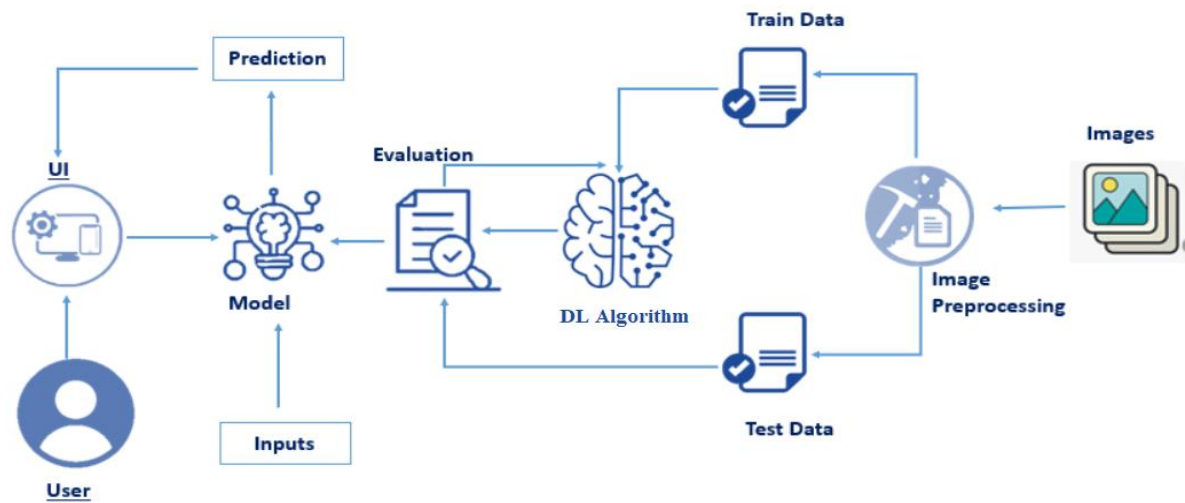 Train Data
Prediction
Images
Evaluation
UI
Image
Preprocessing
Model
DL Algorithm
Inputs
Test Data
User